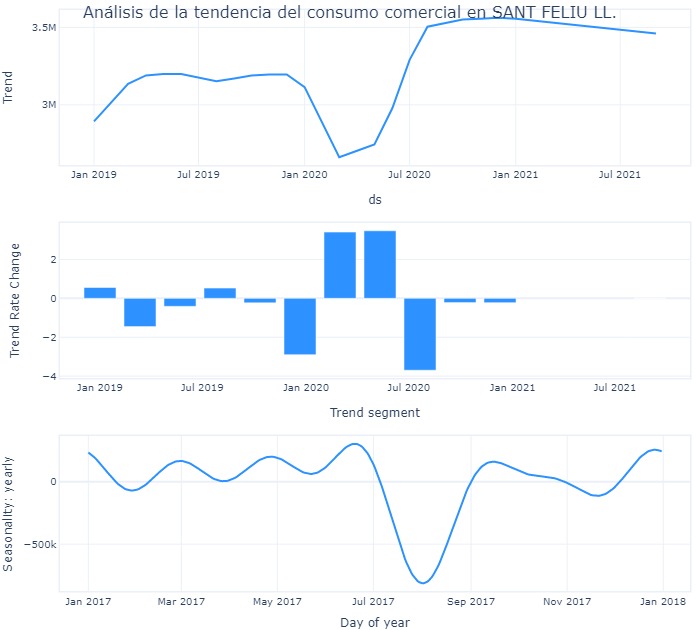 Análisis de la tendencia del consumo comercial en SANT FELIU LL.
3.5M
3M
Trend
Jan 2019 Jul 2019 Jan 2020 Jul 2020 Jan 2021 Jul 2021
ds
2
0
−2
−4
Trend Rate Change
Jan 2019 Jul 2019 Jan 2020 Jul 2020 Jan 2021 Jul 2021
Trend segment
0
−500k
Seasonality: yearly
Jan 2017 Mar 2017 May 2017 Jul 2017 Sep 2017 Nov 2017 Jan 2018
Day of year